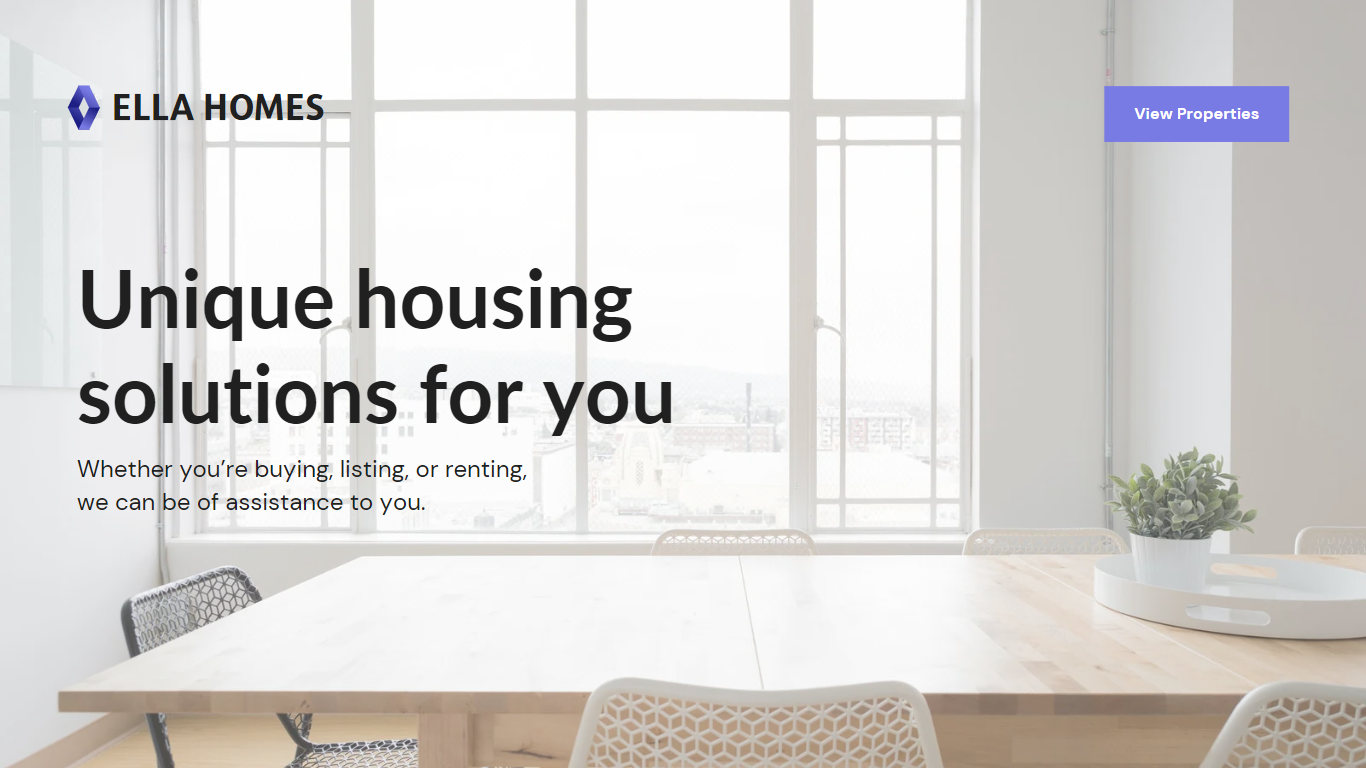 ELLA HOMES
View Properties
Unique housing
solutions for you
Whether you’re buying, listing, or renting,
we can be of assistance to you.